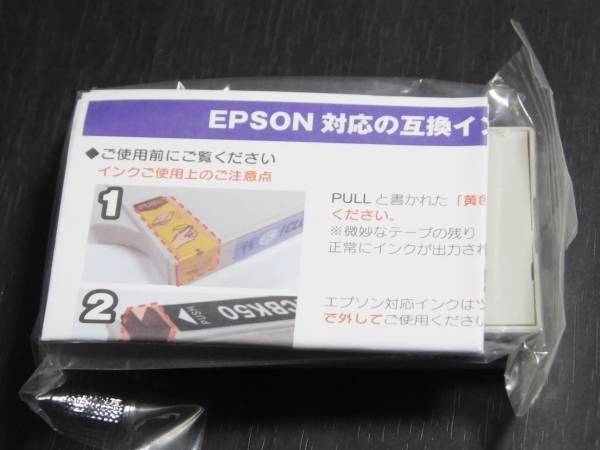 EPSON 対応の互換イン
◆ご使用前にご覧ください
インクご使用上のご注意点
1
PULL と書かれた「黄色
ください。
※微妙なテープの残り
正常にインクが出力され
2
PUSH
CBK50
エプソン対応インクはツ
で外してご使用ください